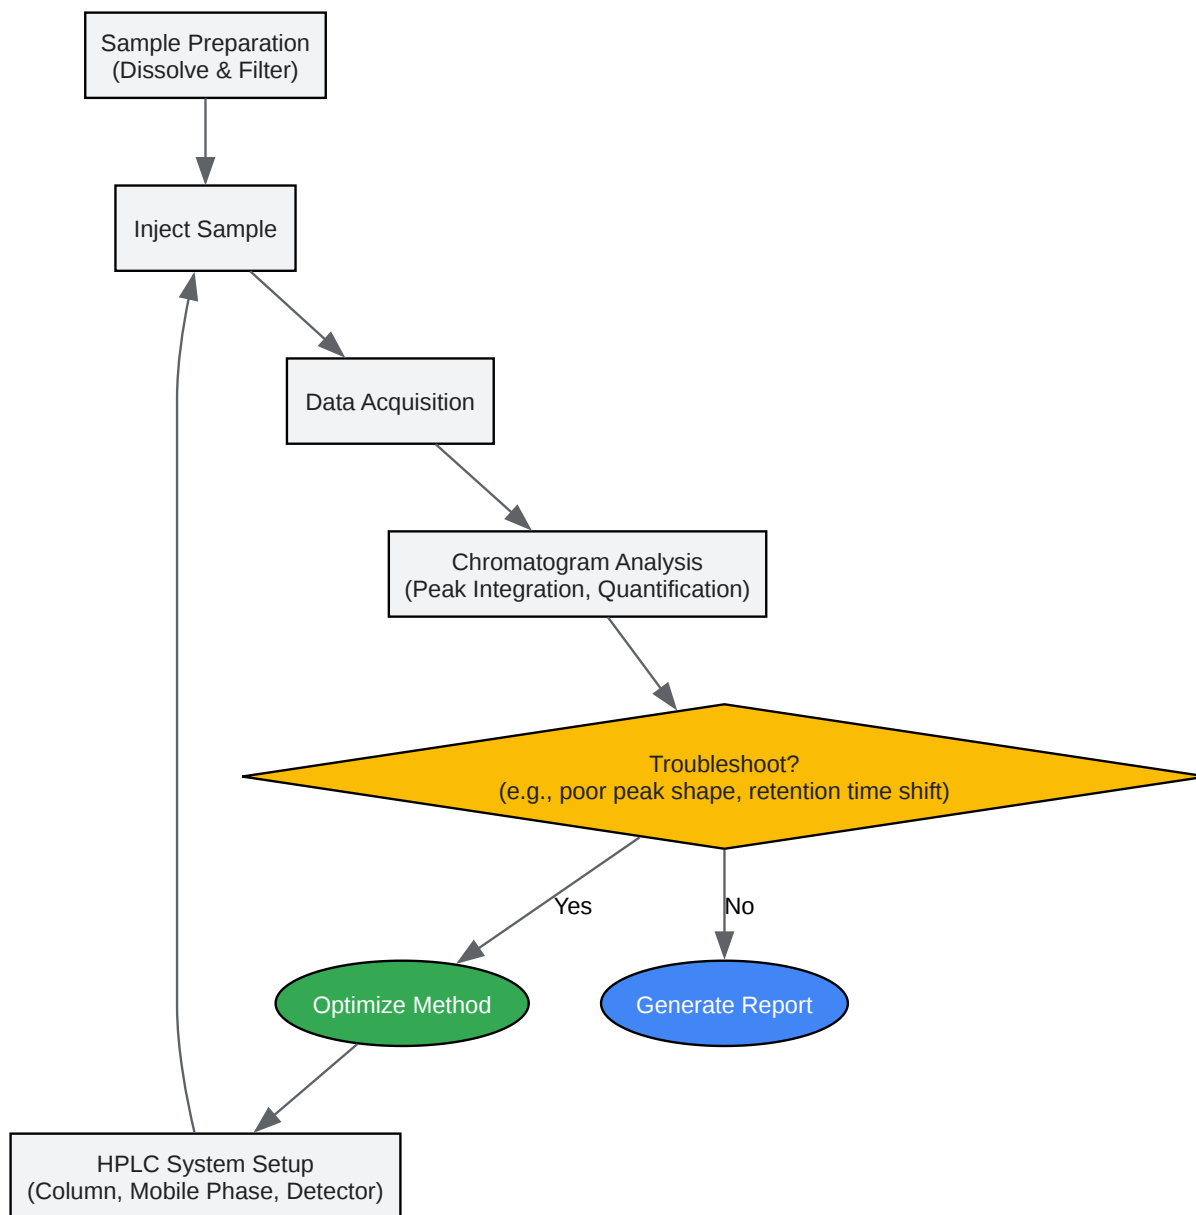 Sample Preparation
(Dissolve & Filter)
Inject Sample
Data Acquisition
Chromatogram Analysis
(Peak Integration, Quantification)
Troubleshoot?
(e.g., poor peak shape, retention time shift)
Yes
No
Optimize Method
Generate Report
HPLC System Setup
(Column, Mobile Phase, Detector)